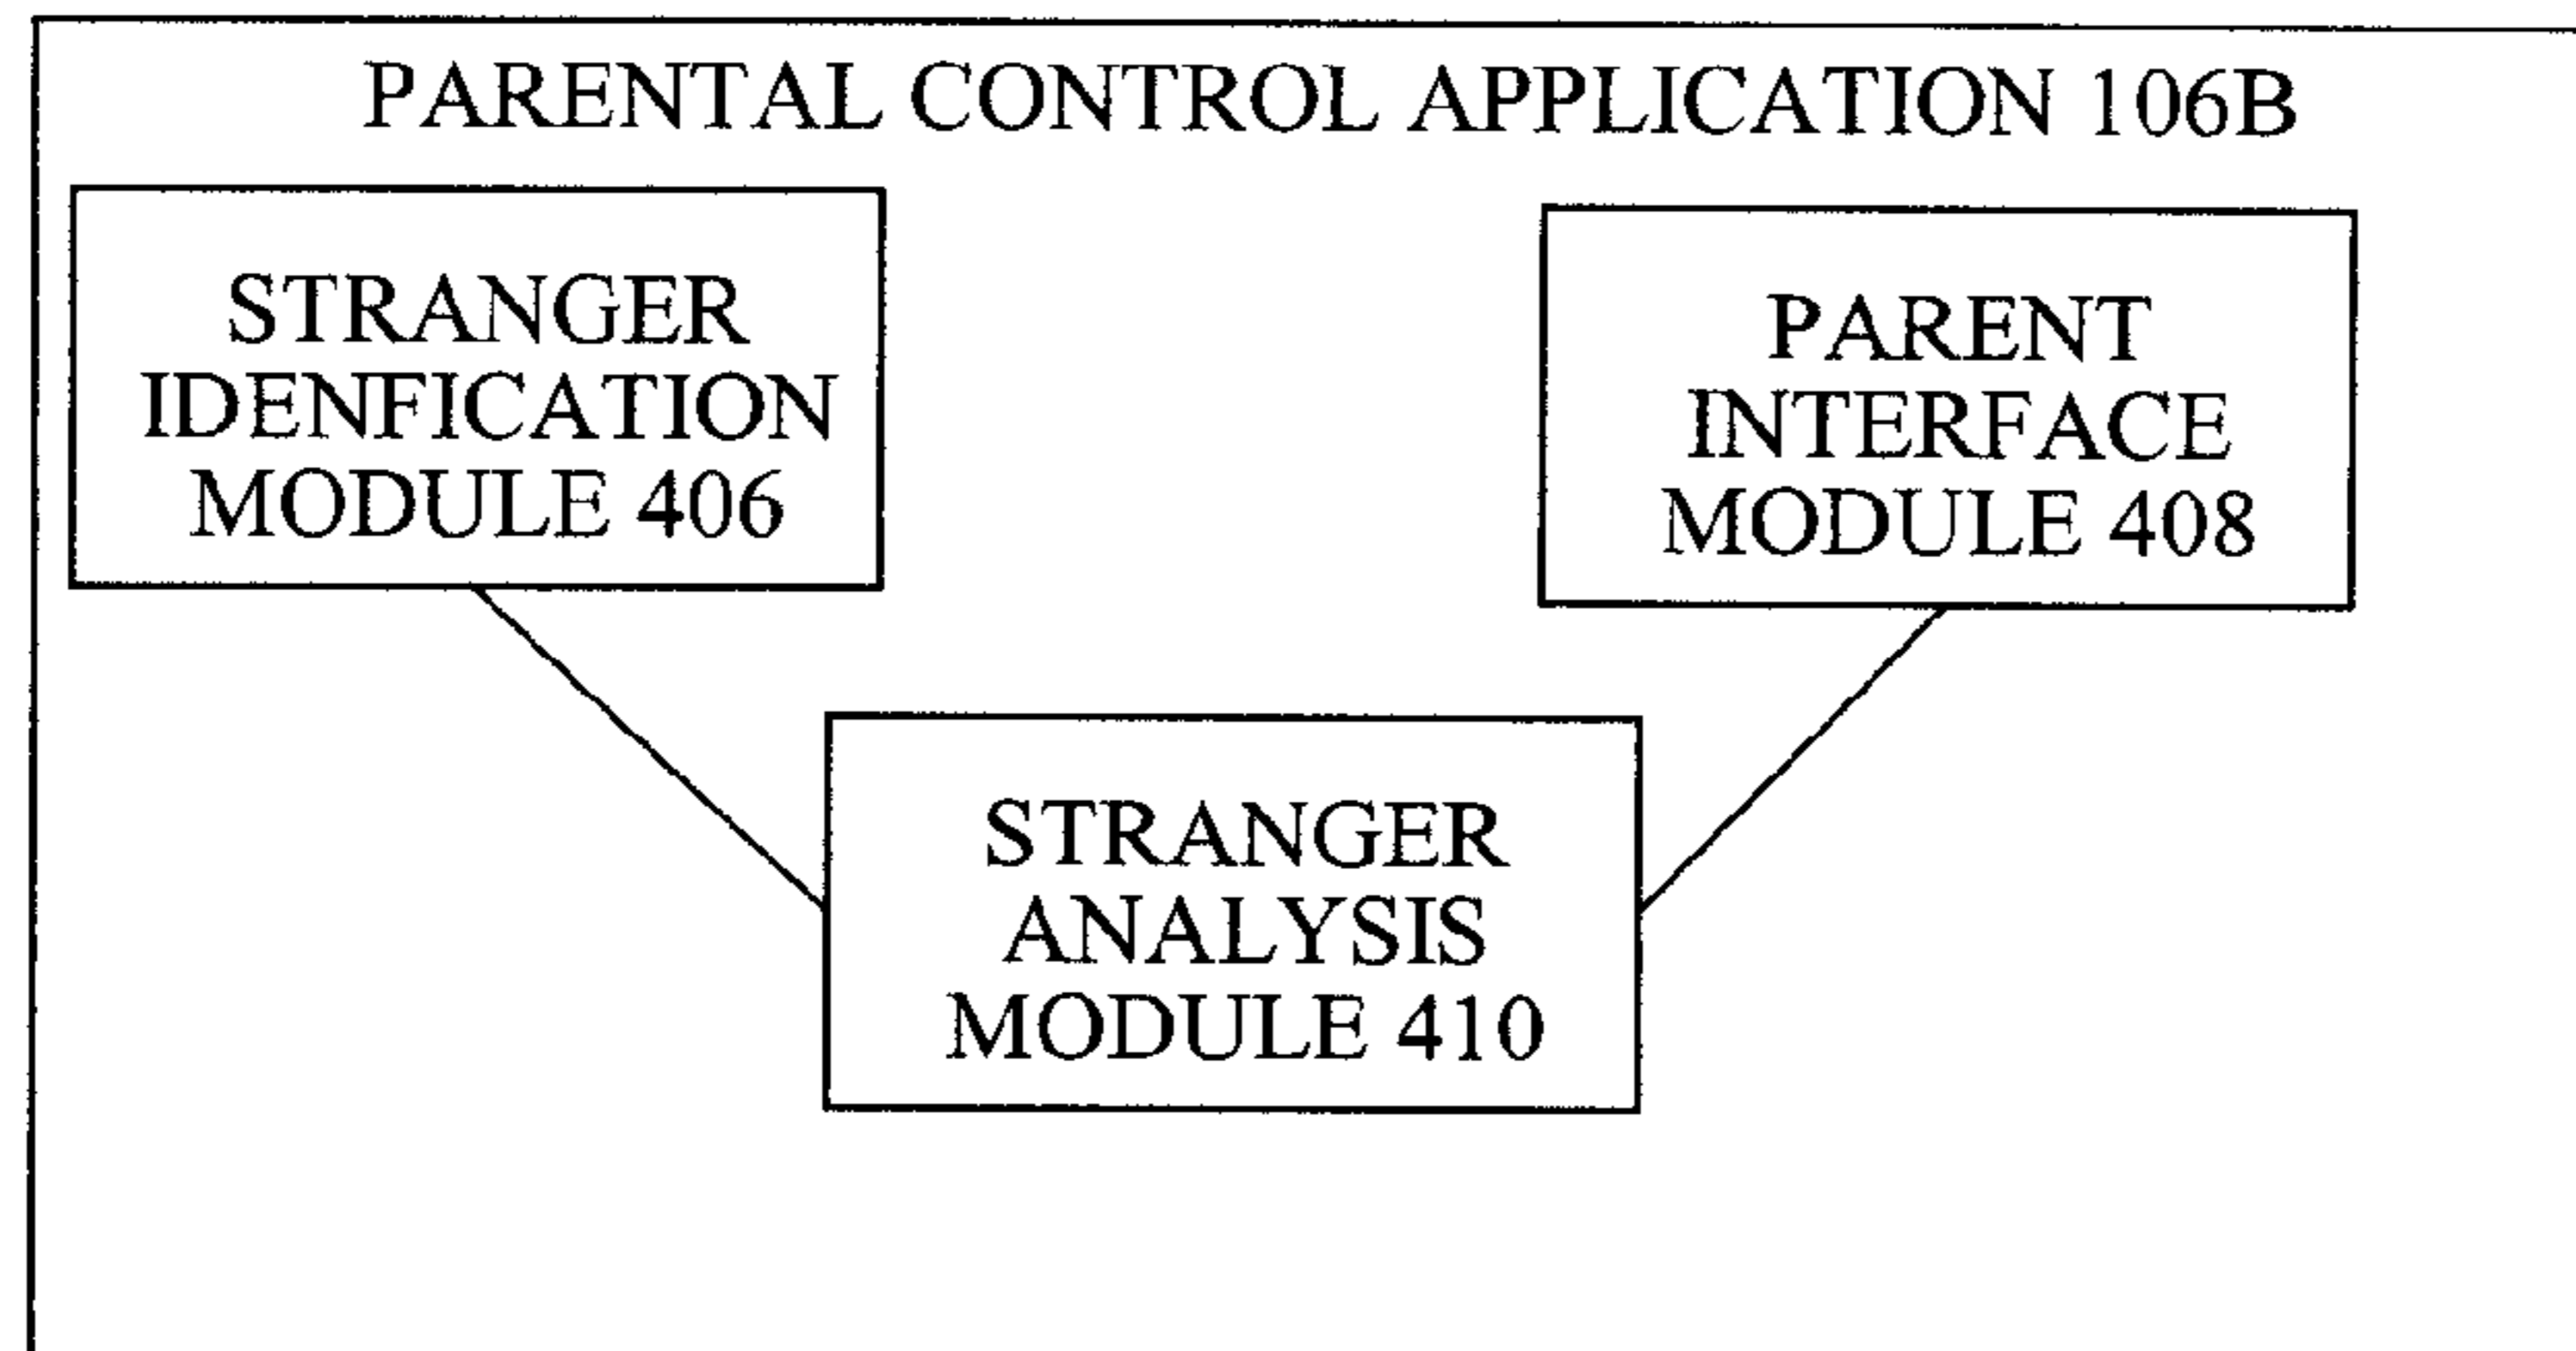 PARENTAL CONTROL APPLICATION 106B
STRANGER
IDENFICATION
MODULE 406
PARENT
INTERFACE
MODULE 408
STRANGER
ANALYSIS
MODULE 410